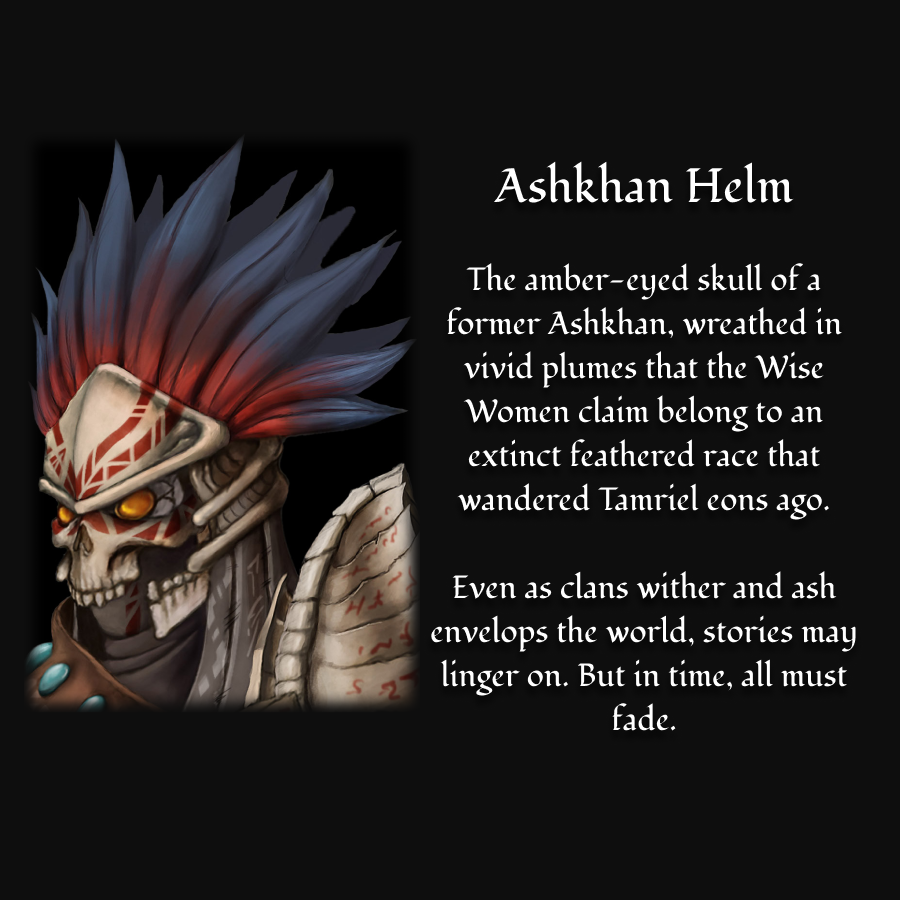 Ashkhan Helm
The amber-eyed skull of a
former Ashkhan, wreathed in
vivid plumes that the Wise
Women claim belong to an
extinct feathered race that
wandered Tamriel eons ago.
Even as clans wither and ash
envelops the world, stories may
linger on. But in time, all must
fade.